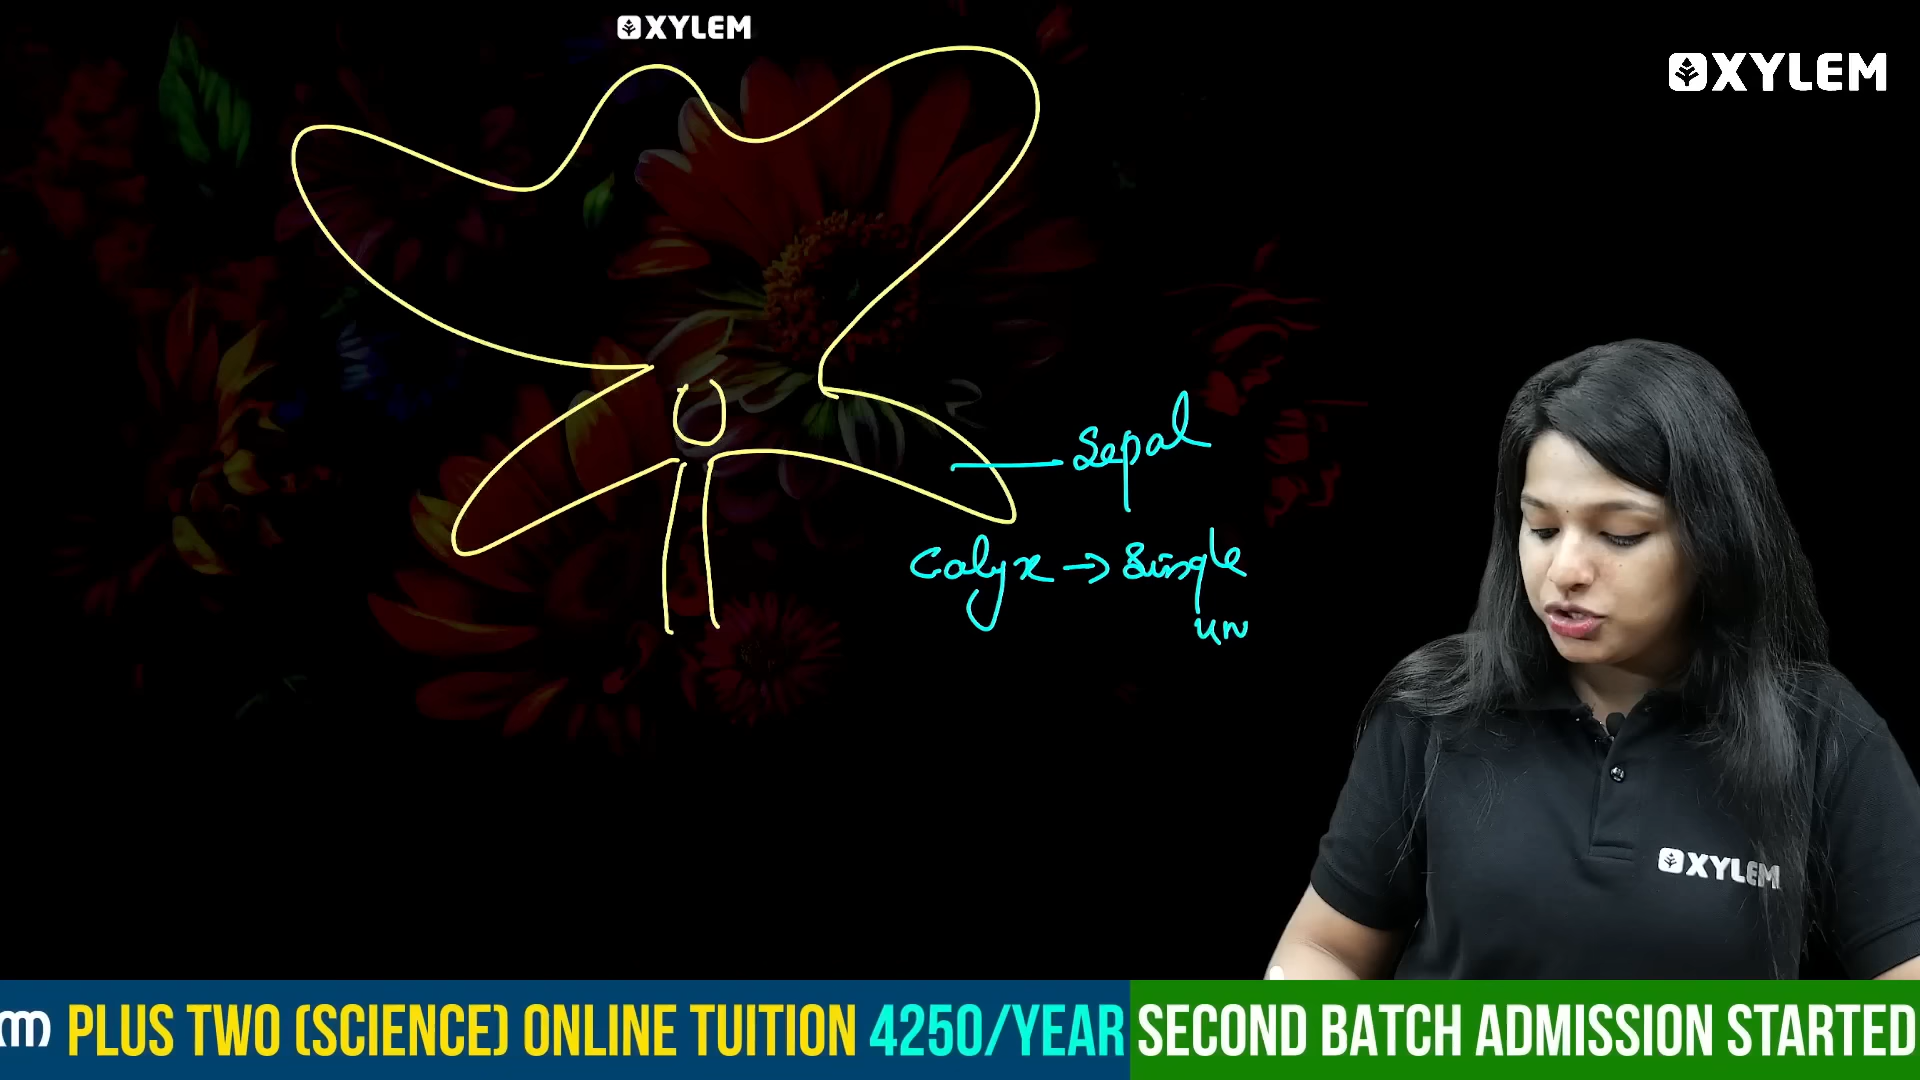 XYLEM
XYLEM
Sepal
Calyx → Single
un
XYLEM
m PLUS TWO (SCIENCE) ONLINE TUITION 4250/YEAR SECOND BATCH ADMISSION STARTED